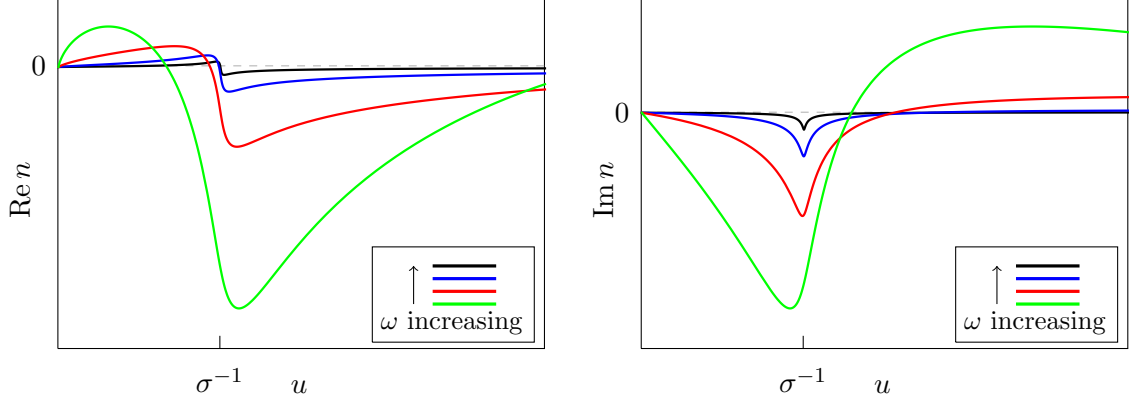 0
Re n
↑
ω increasing
σ⁻¹
u
0
Im n
↑
ω increasing
σ⁻¹
u